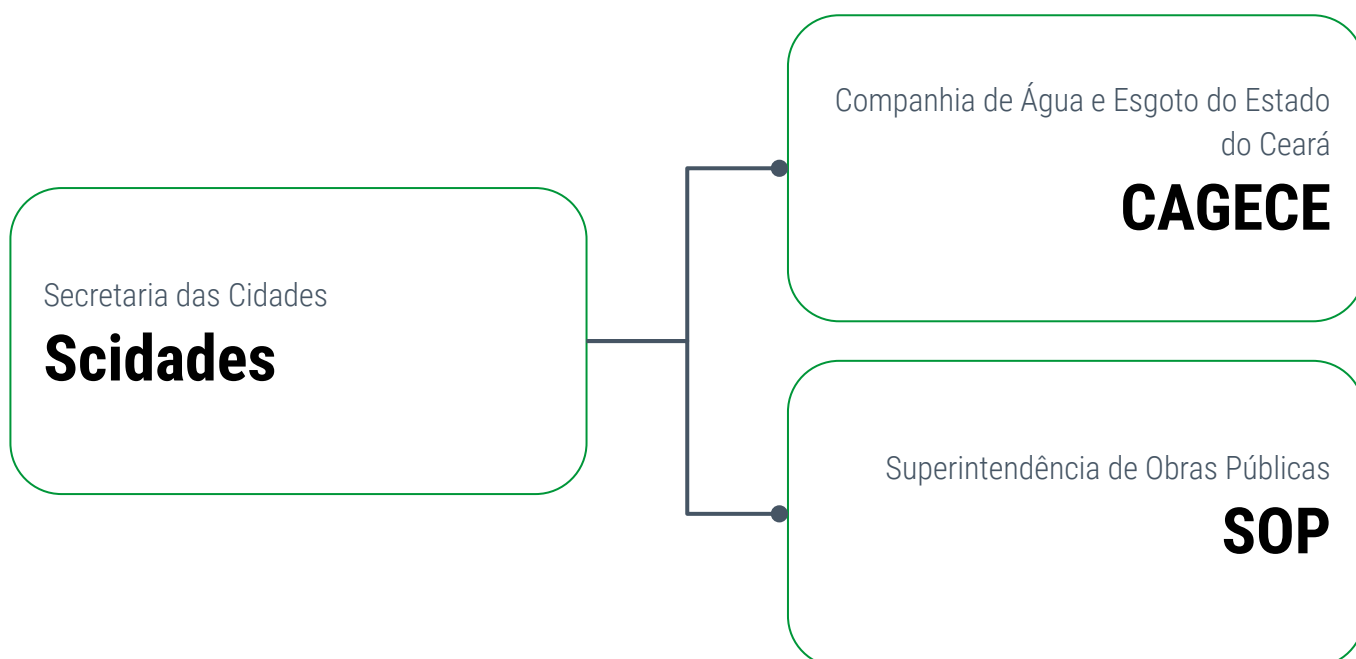 Secretaria das Cidades
Scidades
Companhia de Água e Esgoto do Estado
do Ceará
CAGECE
Superintendência de Obras Públicas
SOP